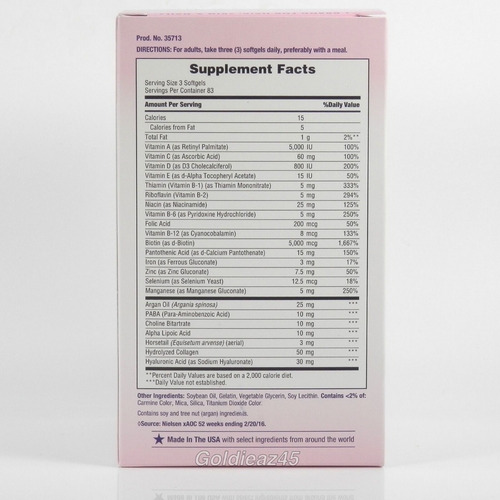 Prod. No. 35713
DIRECTIONS: For adults, take three (3) softgels daily, preferably with a meal.
Supplement Facts
Serving Size 3 Softgels
Servings Per Container 83
Amount Per Serving %Daily Value
Calories 15
Calories from Fat 5
Total Fat 1 g 2%**
Vitamin A (as Retinyl Palmitate) 5,000 IU 100%
Vitamin C (as Ascorbic Acid) 60 mg 100%
Vitamin D (as D3 Cholecalciferol) 800 IU 200%
Vitamin E (as d-Alpha Tocopheryl Acetate) 15 IU 50%
Thiamin (Vitamin B-1) (as Thiamin Mononitrate) 5 mg 333%
Riboflavin (Vitamin B-2) 5 mg 294%
Niacin (as Niacinamide) 25 mg 125%
Vitamin B-6 (as Pyridoxine Hydrochloride) 5 mg 250%
Folic Acid 200 mcg 50%
Vitamin B-12 (as Cyanocobalamin) 8 mcg 133%
Biotin (as d-Biotin) 5,000 mcg 1,667%
Pantothenic Acid (as d-Calcium Pantothenate) 15 mg 150%
Iron (as Ferrous Gluconate) 3 mg 17%
Zinc (as Zinc Gluconate) 7.5 mg 50%
Selenium (as Selenium Yeast) 12.5 mcg 18%
Manganese (as Manganese Gluconate) 5 mg 250%
Argan Oil (Argania spinosa) 25 mg ***
PABA (Para-Aminobenzoic Acid) 10 mg ***
Choline Bitartrate 10 mg ***
Alpha Lipoic Acid 10 mg ***
Horsetail (Equisetum arvense) (aerial) 3 mg ***
Hydrolyzed Collagen 50 mg ***
Hyaluronic Acid (as Sodium Hyaluronate) 30 mg ***
**Percent Daily Values are based on a 2,000 calorie diet.
***Daily Value not established.
Other Ingredients: Soybean Oil, Gelatin, Vegetable Glycerin, Soy Lecithin. Contains <2% of:
Carmine Color, Mica, Silica, Titanium Dioxide Color.
Contains soy and tree nut (argan) ingredients.
◊Source: Nielsen xAOC 52 weeks ending 2/20/16.
★ Made In The USA with select ingredients from around the world
Goldieaz45